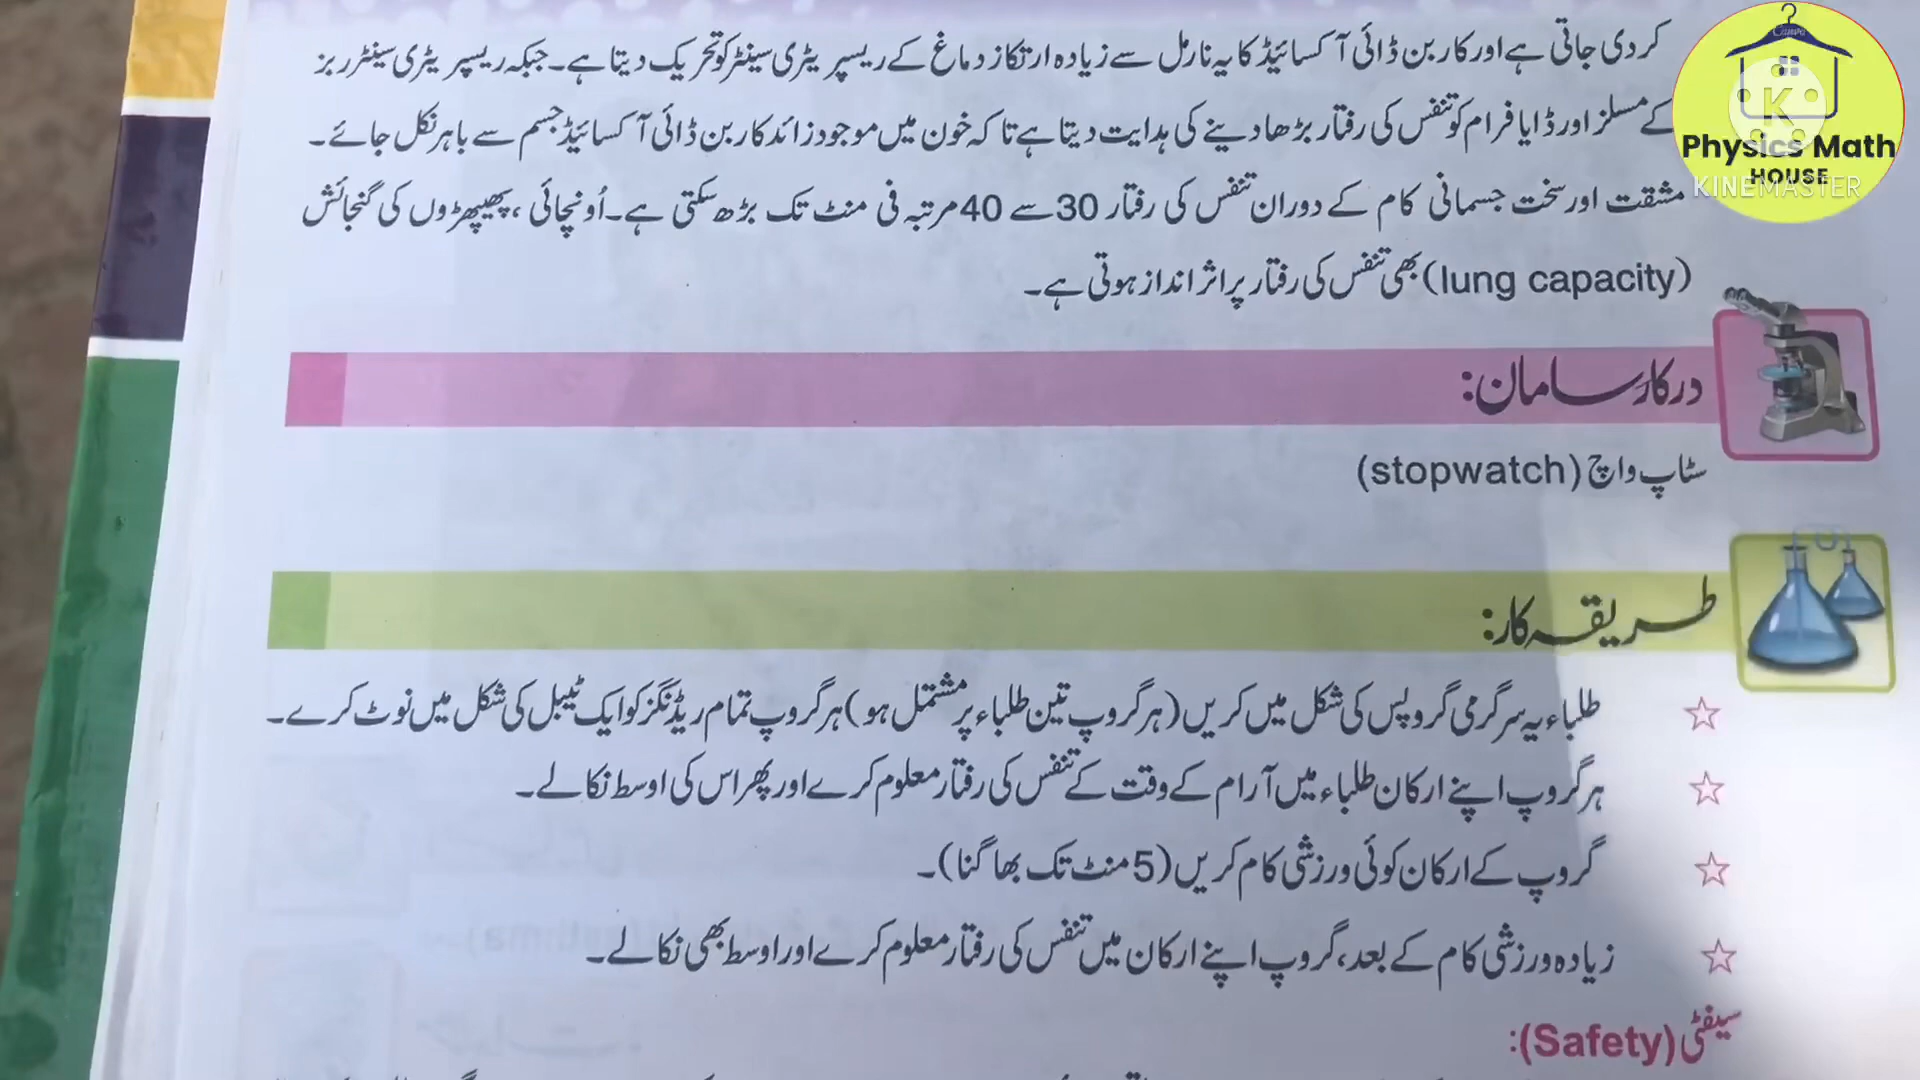 کر دی جاتی ہے اور کاربن ڈائی آکسائیڈ کا یہ نارمل سے زیادہ ارتکاز دماغ کے ریسپریٹری سینٹر کو تحریک دیتا ہے۔ جبکہ ریسپریٹری سینٹر ربز
کے مسلز اور ڈایا فرام کو تنفس کی رفتار بڑھا دینے کی ہدایت دیتا ہے تاکہ خون میں موجود زائد کاربن ڈائی آکسائیڈ جسم سے باہر نکل جائے۔
مشقت اور سخت جسمانی کام کے دوران تنفس کی رفتار 30 سے 40 مرتبہ فی منٹ تک بڑھ سکتی ہے۔ اُونچائی، پھیپھڑوں کی گنجائش
(lung capacity) بھی تنفس کی رفتار پر اثر انداز ہوتی ہے۔
درکار سامان:
سٹاپ واچ (stopwatch)
طریقہ کار:
☆ طلباء یہ سرگرمی گروپس کی شکل میں کریں (ہر گروپ تین طلباء پر مشتمل ہو) ہر گروپ تمام ریڈنگز کو ایک ٹیبل کی شکل میں نوٹ کرے۔
☆ ہر گروپ اپنے ارکان طلباء میں آرام کے وقت کے تنفس کی رفتار معلوم کرے اور پھر اس کی اوسط نکالے۔
☆ گروپ کے ارکان کوئی ورزشی کام کریں (5 منٹ تک بھاگنا)۔
☆ زیادہ ورزشی کام کے بعد، گروپ اپنے ارکان میں تنفس کی رفتار معلوم کرے اور اوسط بھی نکالے۔
سیفٹی (Safety):
Canva
K
Physics Math
HOUSE
KINEMASTER